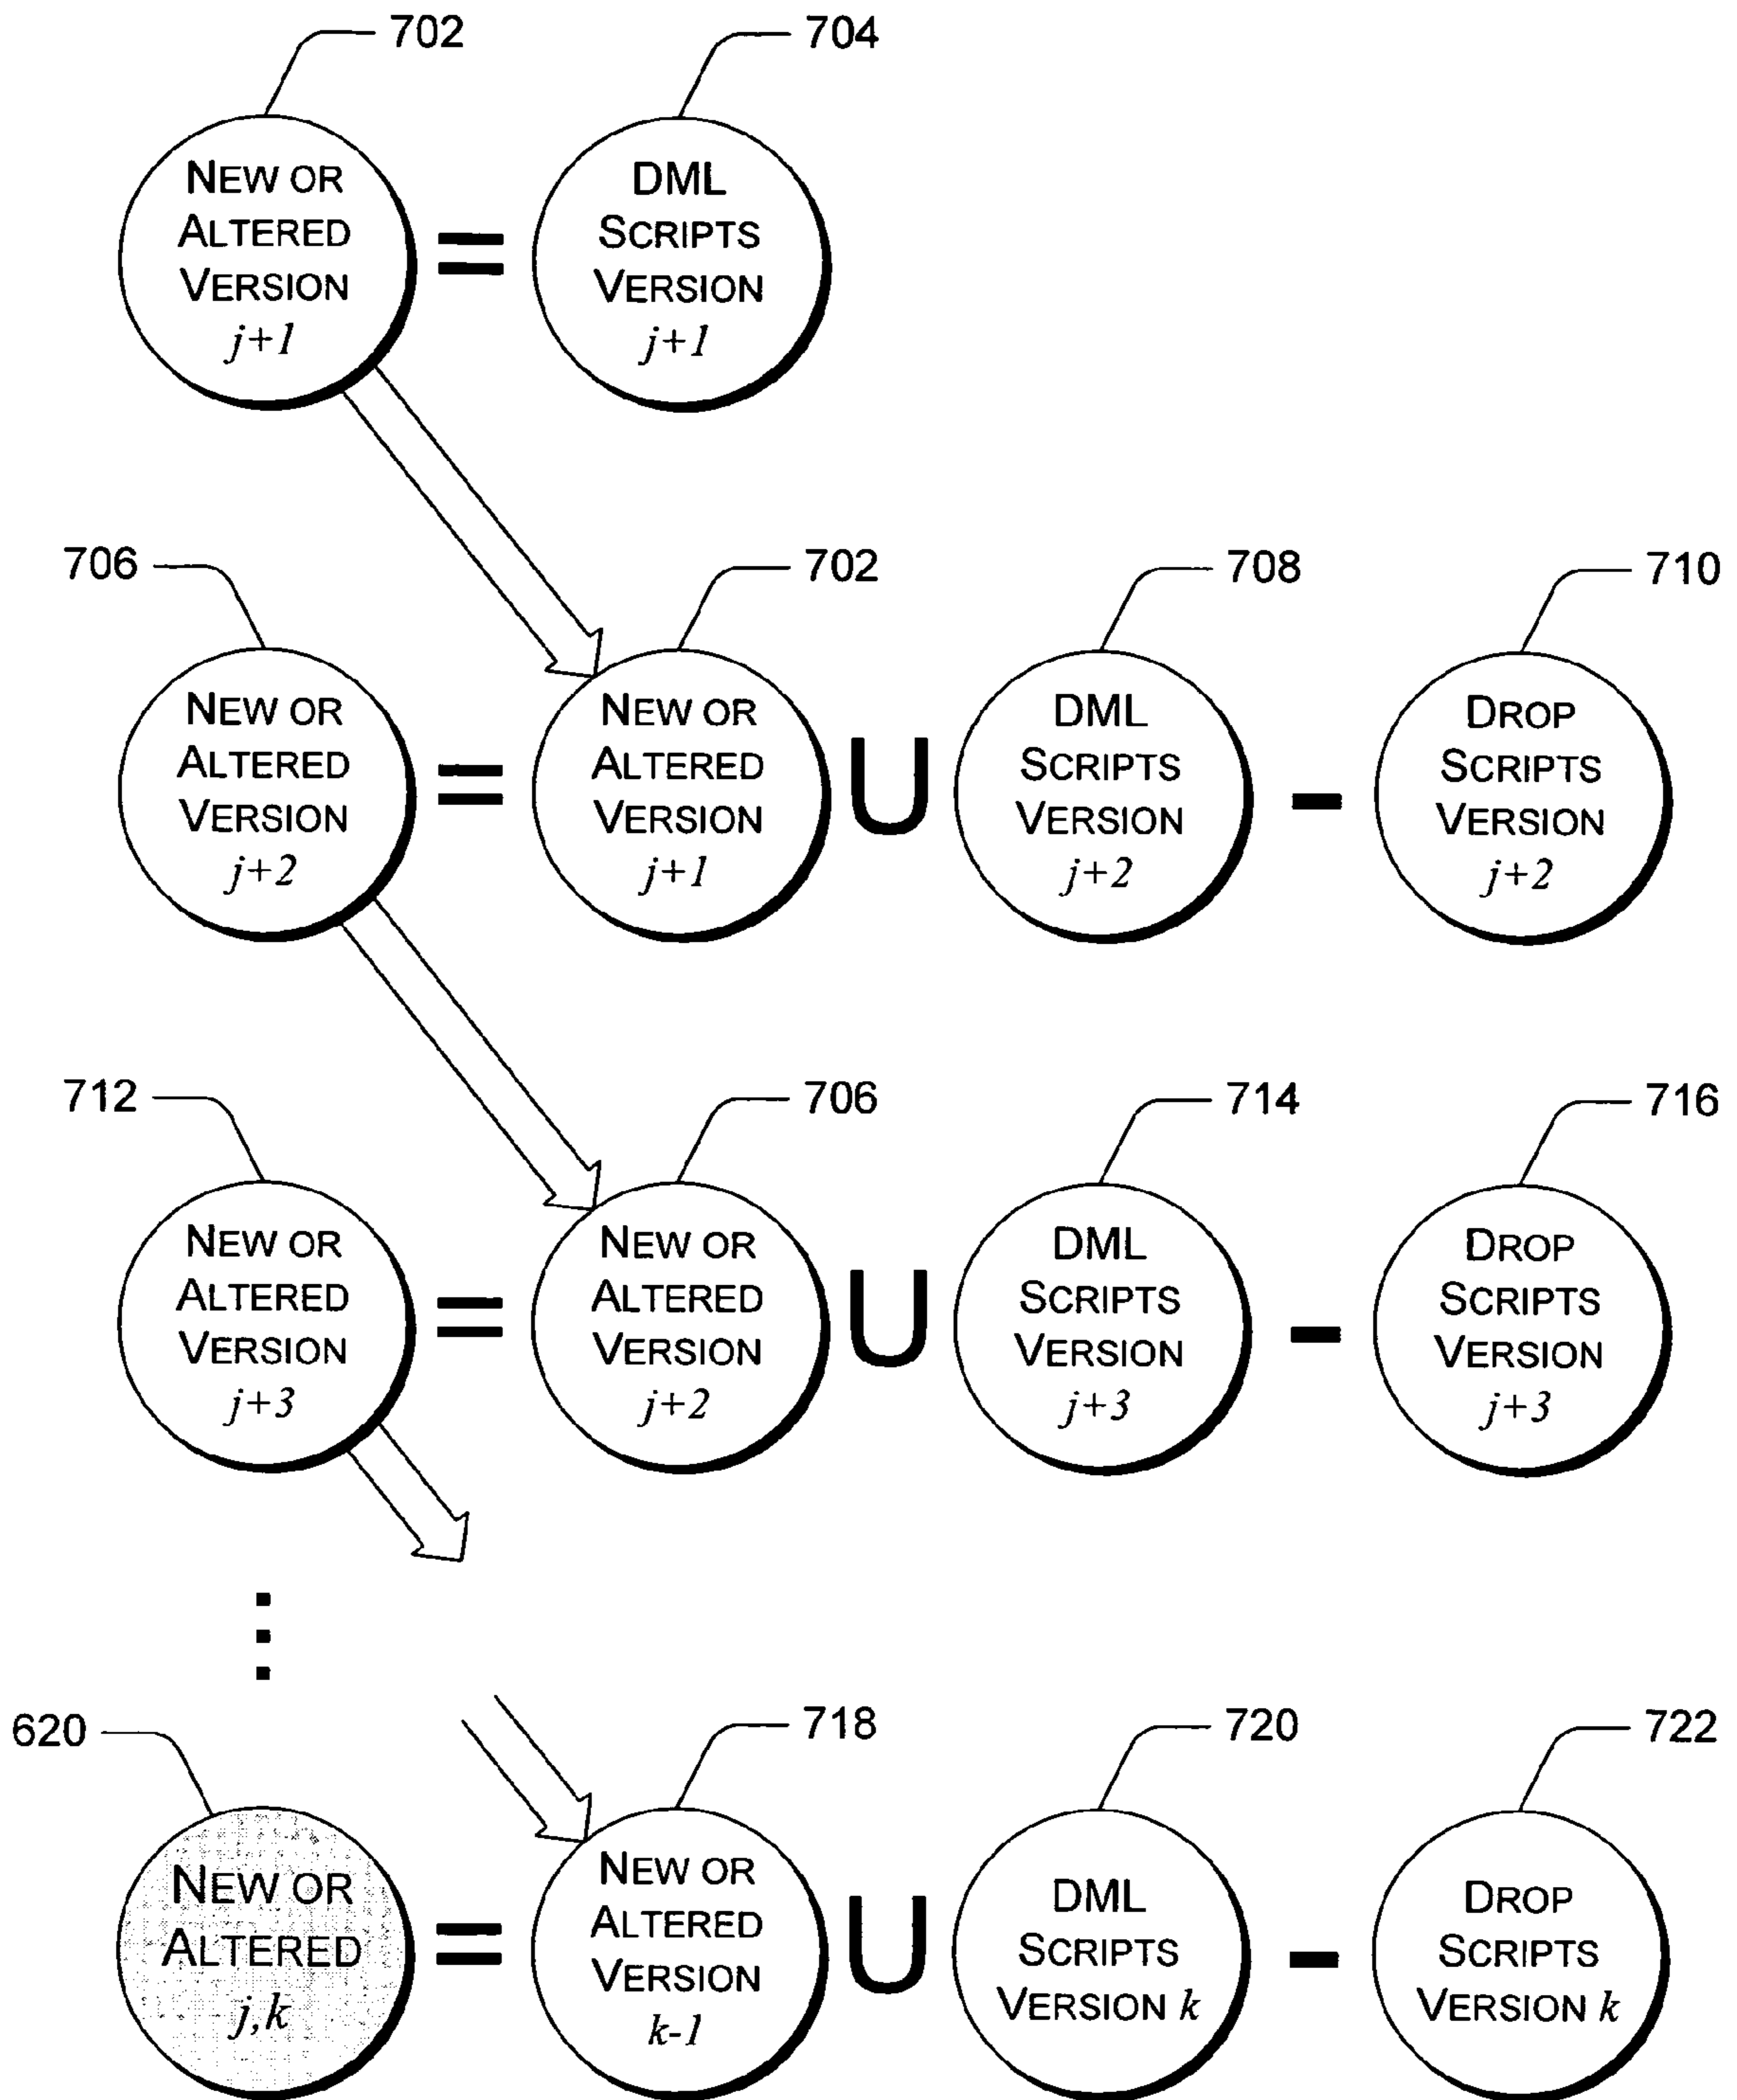 702 704
NEW OR DML
ALTERED = SCRIPTS
VERSION VERSION
j+1 j+1
706 702 708 710
NEW OR NEW OR DML DROP
ALTERED = ALTERED ∪ SCRIPTS - SCRIPTS
VERSION VERSION VERSION VERSION
j+2 j+1 j+2 j+2
712 706 714 716
NEW OR NEW OR DML DROP
ALTERED = ALTERED ∪ SCRIPTS - SCRIPTS
VERSION VERSION VERSION VERSION
j+3 j+2 j+3 j+3
620 718 720 722
NEW OR NEW OR DML DROP
ALTERED = ALTERED ∪ SCRIPTS - SCRIPTS
j,k VERSION VERSION k VERSION k
k-1